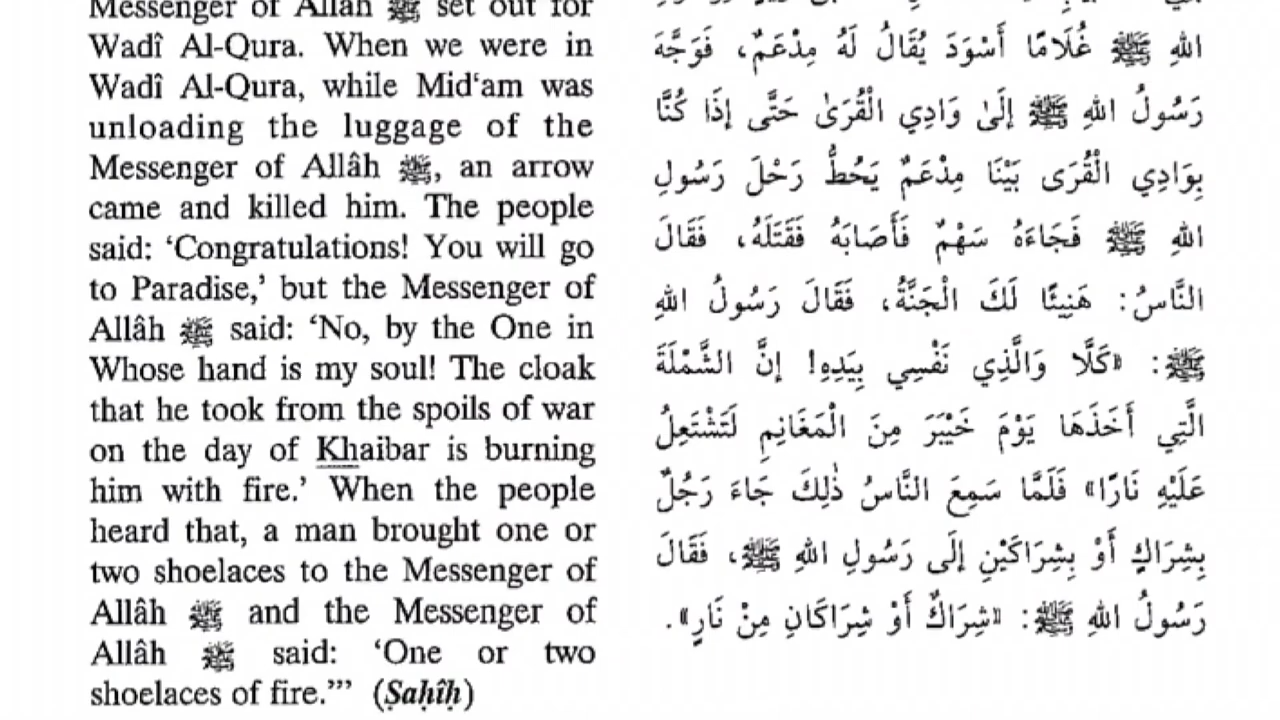 Messenger of Allâh ﷺ set out for
Wadî Al-Qura. When we were in
Wadî Al-Qura, while Mid‘am was
unloading the luggage of the
Messenger of Allâh ﷺ, an arrow
came and killed him. The people
said: ‘Congratulations! You will go
to Paradise,’ but the Messenger of
Allâh ﷺ said: ‘No, by the One in
Whose hand is my soul! The cloak
that he took from the spoils of war
on the day of Khaibar is burning
him with fire.’ When the people
heard that, a man brought one or
two shoelaces to the Messenger of
Allâh ﷺ and the Messenger of
Allâh ﷺ said: ‘One or two
shoelaces of fire.’” (Ṣaḥîḥ)
اللهِ ﷺ غُلَامًا أَسْوَدَ يُقَالُ لَهُ مِدْعَمٌ، فَوَجَّهَ
رَسُولُ اللهِ ﷺ إِلَىٰ وَادِي الْقُرَىٰ حَتَّى إِذَا كُنَّا
بِوَادِي الْقُرَى بَيْنَا مِدْعَمٌ يَحُطُّ رَحْلَ رَسُولِ
اللهِ ﷺ فَجَاءَهُ سَهْمٌ فَأَصَابَهُ فَقَتَلَهُ، فَقَالَ
النَّاسُ: هَنِيئًا لَكَ الْجَنَّةُ، فَقَالَ رَسُولُ اللهِ
ﷺ: «كَلَّا وَالَّذِي نَفْسِي بِيَدِهِ! إِنَّ الشَّمْلَةَ
الَّتِي أَخَذَهَا يَوْمَ خَيْبَرَ مِنَ الْمَغَانِمِ لَتَشْتَعِلُ
عَلَيْهِ نَارًا» فَلَمَّا سَمِعَ النَّاسُ ذٰلِكَ جَاءَ رَجُلٌ
بِشِرَاكٍ أَوْ بِشِرَاكَيْنِ إِلَى رَسُولِ اللهِ ﷺ، فَقَالَ
رَسُولُ اللهِ ﷺ: «شِرَاكٌ أَوْ شِرَاكَانِ مِنْ نَارٍ».